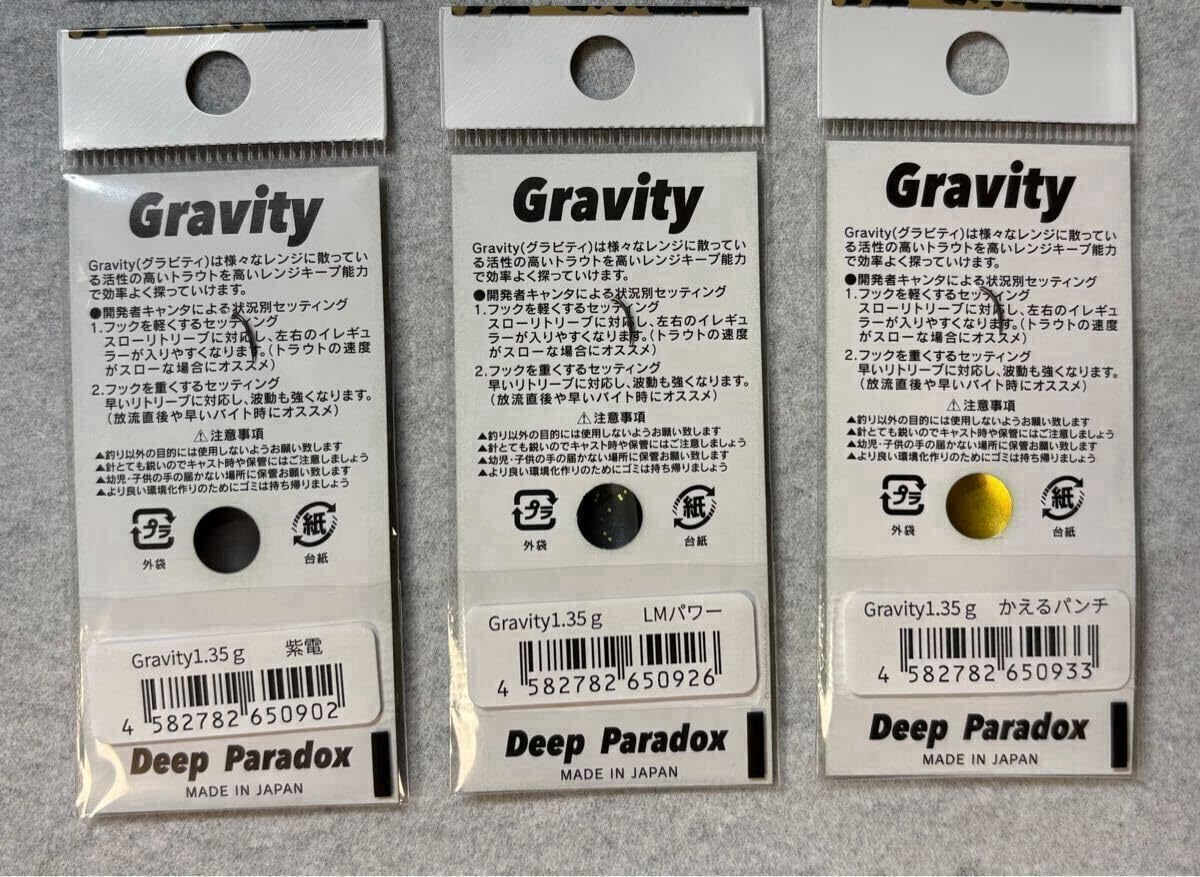 Gravity
Gravity(グラビティ)は様々なレンジに散ってい
る活性の高いトラウトを高いレンジキープ能力
で効率よく探っていけます。
●開発者キャンタによる状況別セッティング
1.フックを軽くするセッティング
スローリトリーブに対応し、左右のイレギュ
ラーが入りやすくなります。(トラウトの速度
がスローな場合にオススメ)
2.フックを重くするセッティング
早いリトリーブに対応し、波動も強くなります。
(放流直後や早いバイト時にオススメ)
⚠注意事項
▲釣り以外の目的には使用しないようお願い致します
▲針とても鋭いのでキャスト時や保管にはご注意しましょう
▲幼児・子供の手の届かない場所に保管お願い致します
▲より良い環境化作りのためにゴミは持ち帰りましょう
プラ
外袋
紙
台紙
Gravity1.35g 紫電
4 582782 650902
Deep Paradox
MADE IN JAPAN
Gravity
Gravity(グラビティ)は様々なレンジに散ってい
る活性の高いトラウトを高いレンジキープ能力
で効率よく探っていけます。
●開発者キャンタによる状況別セッティング
1.フックを軽くするセッティング
スローリトリーブに対応し、左右のイレギュ
ラーが入りやすくなります。(トラウトの速度
がスローな場合にオススメ)
2.フックを重くするセッティング
早いリトリーブに対応し、波動も強くなります。
(放流直後や早いバイト時にオススメ)
⚠注意事項
▲釣り以外の目的には使用しないようお願い致します
▲針とても鋭いのでキャスト時や保管にはご注意しましょう
▲幼児・子供の手の届かない場所に保管お願い致します
▲より良い環境化作りのためにゴミは持ち帰りましょう
プラ
外袋
紙
台紙
Gravity1.35g LMパワー
4 582782 650926
Deep Paradox
MADE IN JAPAN
Gravity
Gravity(グラビティ)は様々なレンジに散ってい
る活性の高いトラウトを高いレンジキープ能力
で効率よく探っていけます。
●開発者キャンタによる状況別セッティング
1.フックを軽くするセッティング
スローリトリーブに対応し、左右のイレギュ
ラーが入りやすくなります。(トラウトの速度
がスローな場合にオススメ)
2.フックを重くするセッティング
早いリトリーブに対応し、波動も強くなります。
(放流直後や早いバイト時にオススメ)
⚠注意事項
▲釣り以外の目的には使用しないようお願い致します
▲針とても鋭いのでキャスト時や保管にはご注意しましょう
▲幼児・子供の手の届かない場所に保管お願い致します
▲より良い環境化作りのためにゴミは持ち帰りましょう
プラ
外袋
紙
台紙
Gravity1.35g かえるパンチ
4 582782 650933
Deep Paradox
MADE IN JAPAN